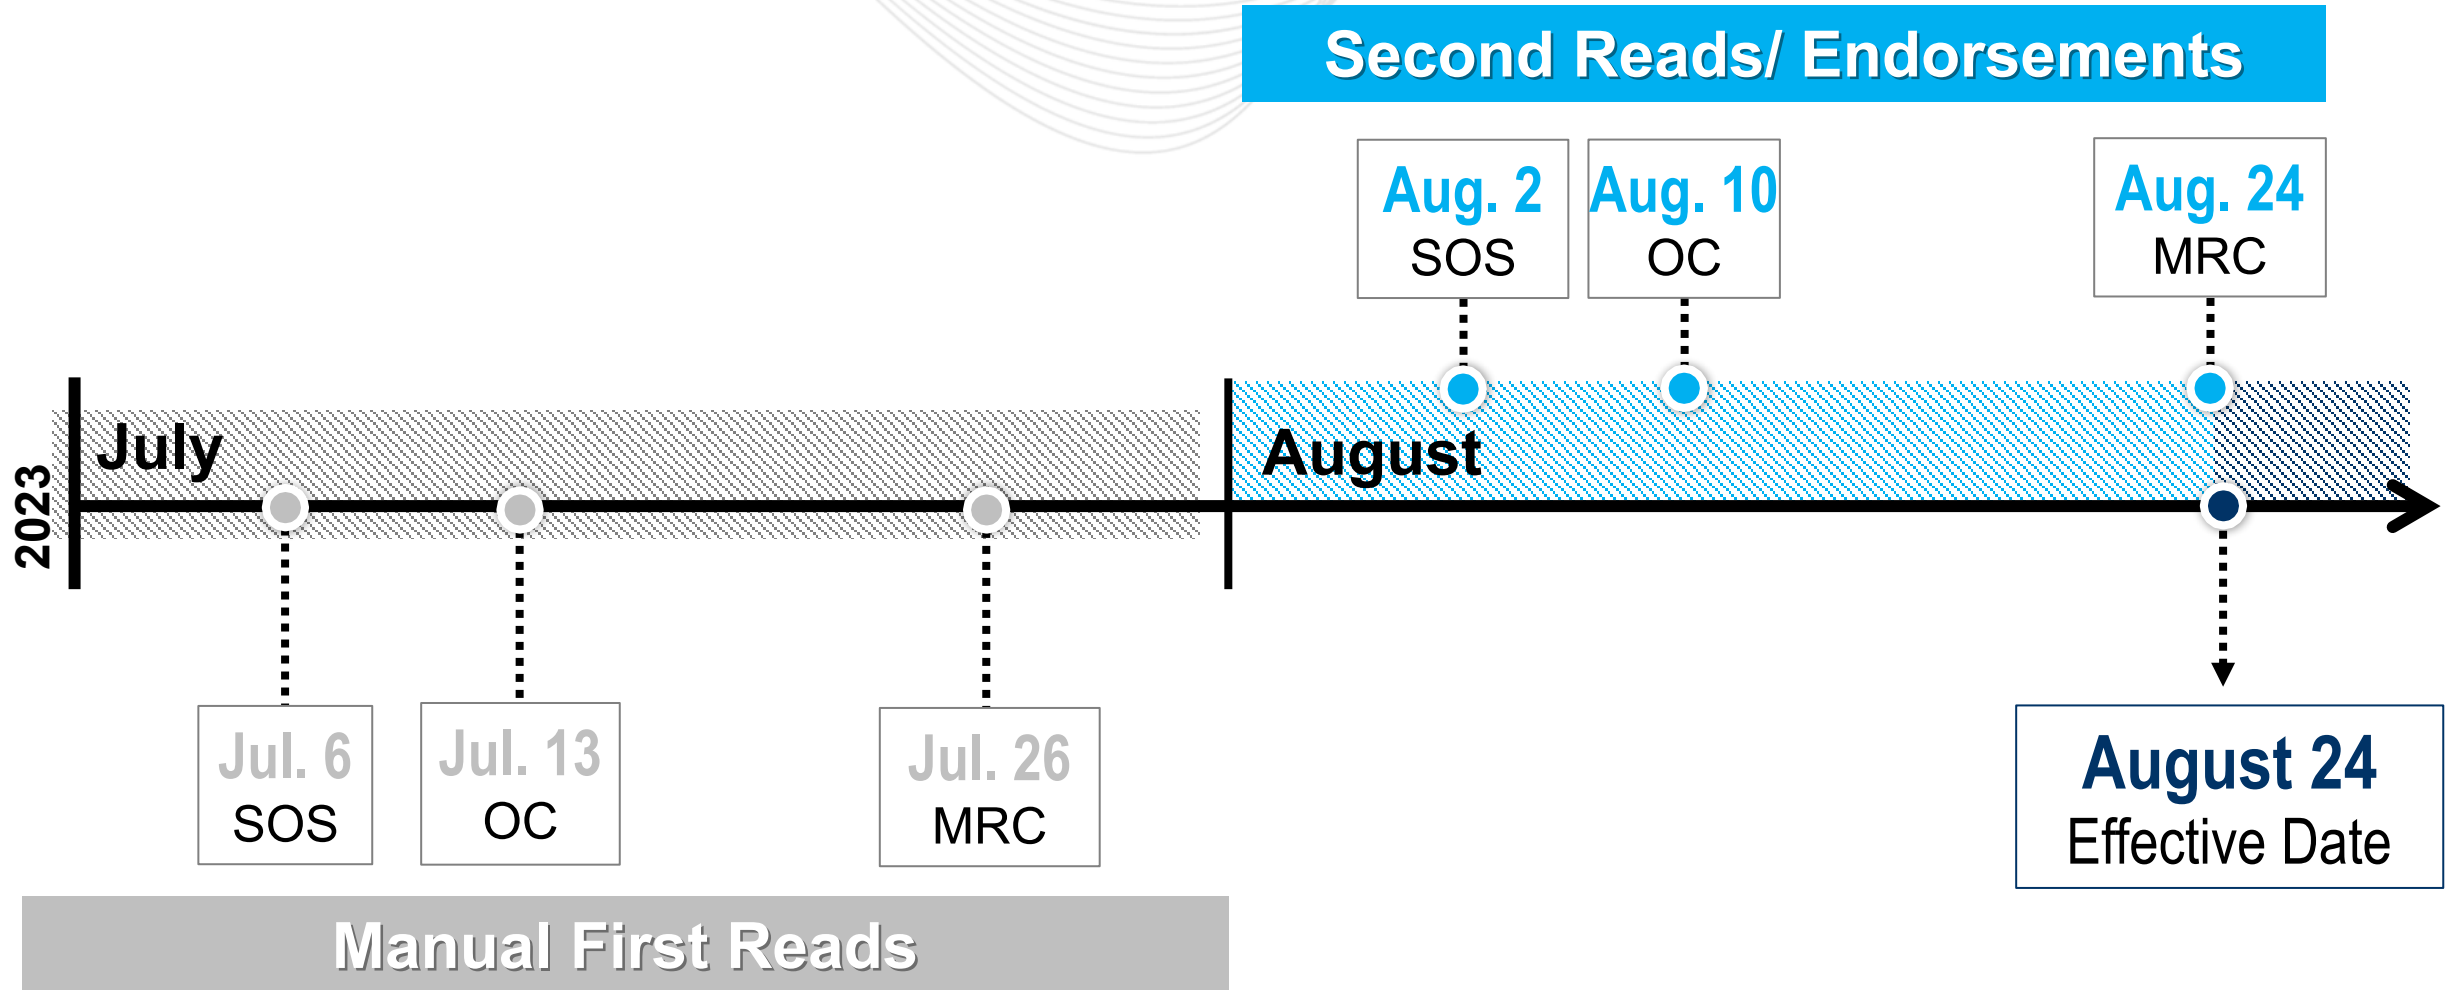 Second Reads/ Endorsements
Aug. 2
SOS
Aug. 10
OC
Aug. 24
MRC
2023
July
August
Jul. 6
SOS
Jul. 13
OC
Jul. 26
MRC
August 24
Effective Date
Manual First Reads